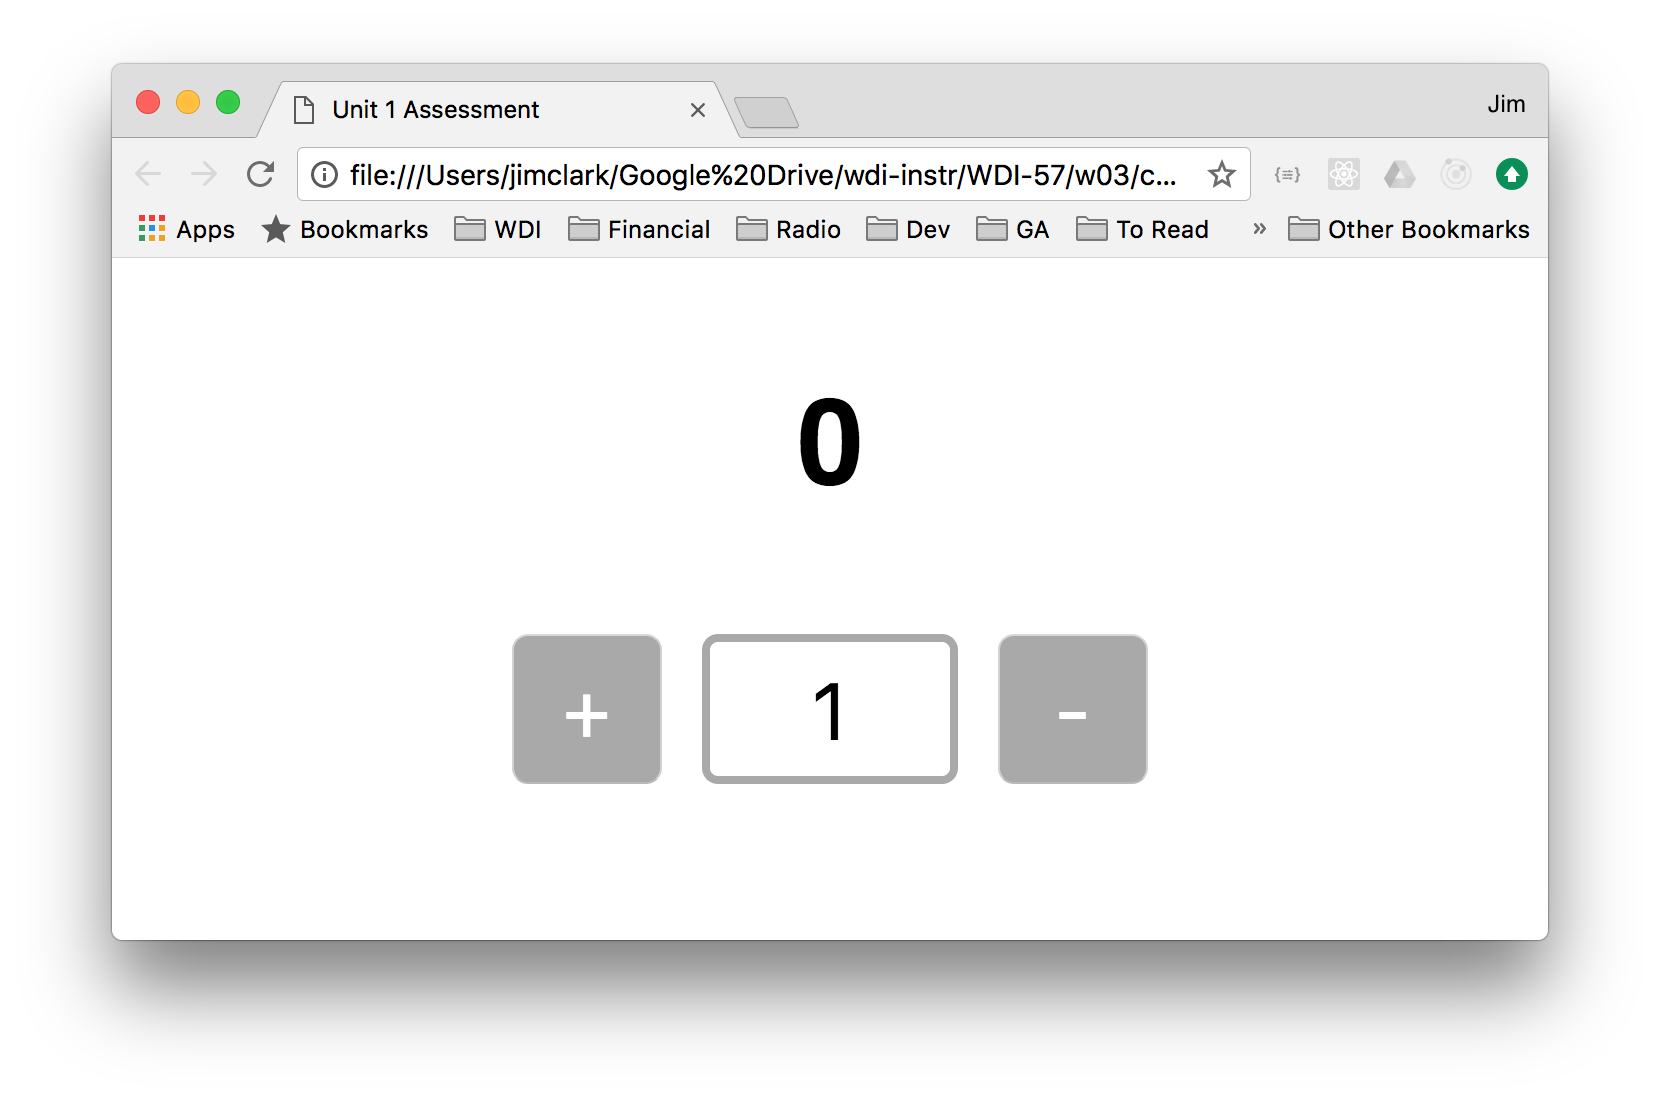 Unit 1 Assessment
Jim
file:///Users/jimclark/Google%20Drive/wdi-instr/WDI-57/w03/c...
Apps Bookmarks WDI Financial Radio Dev GA To Read » Other Bookmarks
0
+ 1 -